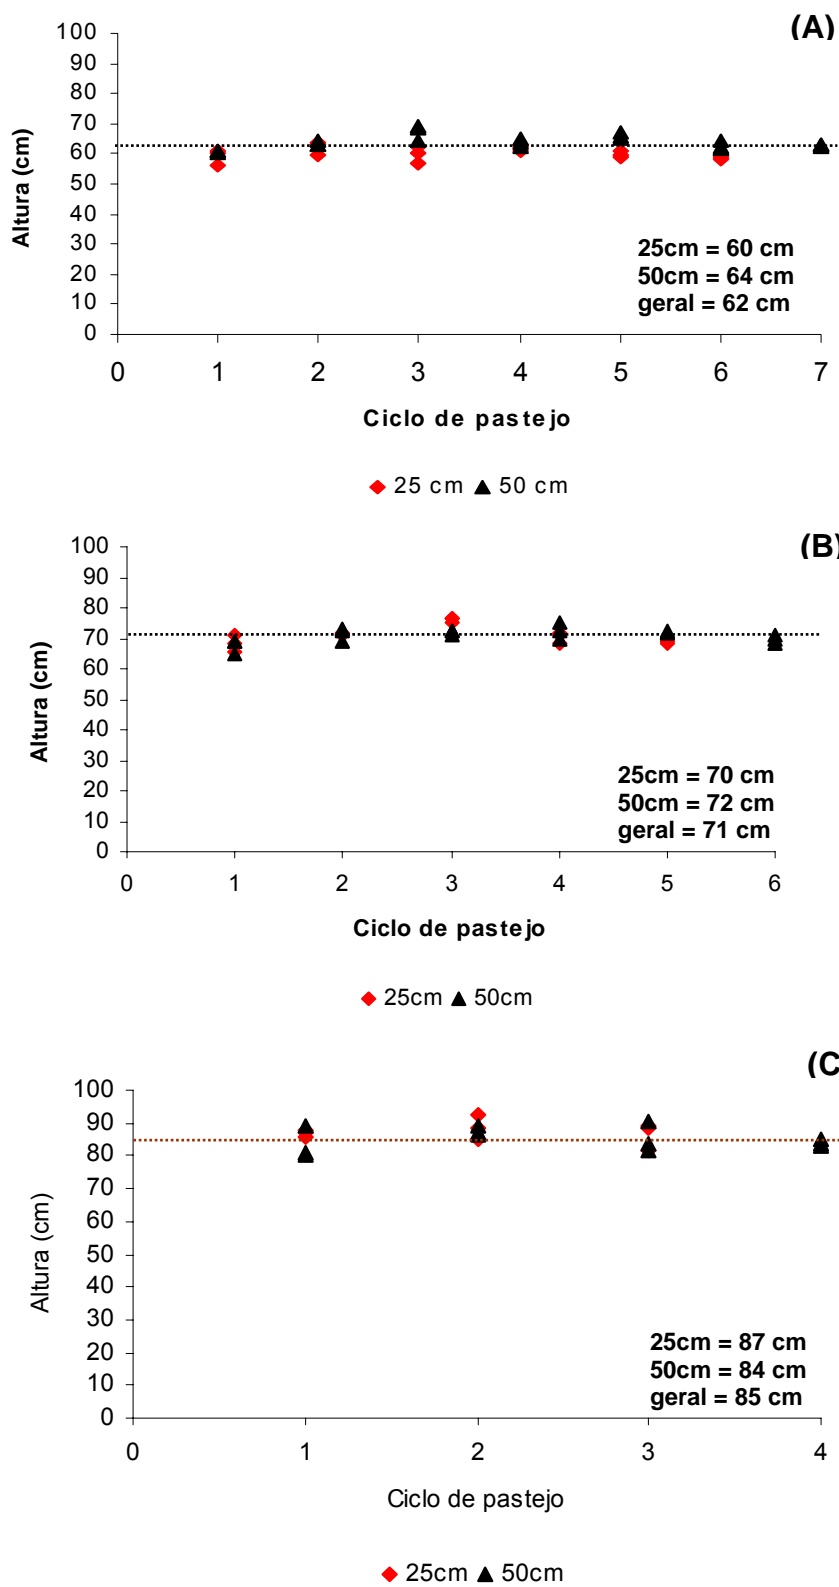 (A)
100
90
80
70
60
50
40
30
20
10
0
Altura (cm)
25cm = 60 cm
50cm = 64 cm
geral = 62 cm
0 1 2 3 4 5 6 7
Ciclo de pastejo
25 cm 50 cm
(B)
100
90
80
70
60
50
40
30
20
10
0
Altura (cm)
25cm = 70 cm
50cm = 72 cm
geral = 71 cm
0 1 2 3 4 5 6
Ciclo de pastejo
25cm 50cm
(C
100
90
80
70
60
50
40
30
20
10
0
Altura (cm)
25cm = 87 cm
50cm = 84 cm
geral = 85 cm
0 1 2 3 4
Ciclo de pastejo
25cm 50cm